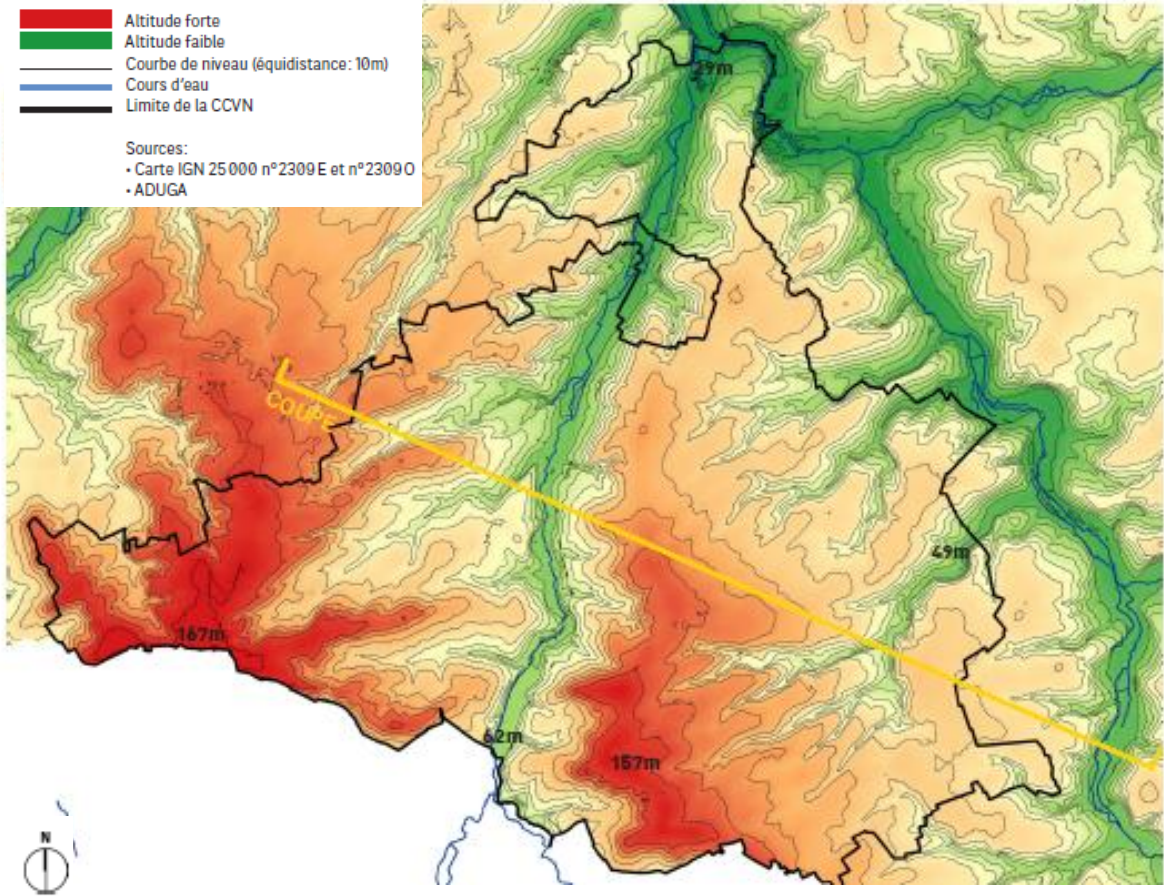 Altitude forte
Altitude faible
Courbe de niveau (équidistance: 10m)
Cours d'eau
Limite de la CCVN
Sources:
• Carte IGN 25 000 n°2309 E et n°2309 O
• ADUGA
29m
COUPE
49m
167m
62m
157m
N